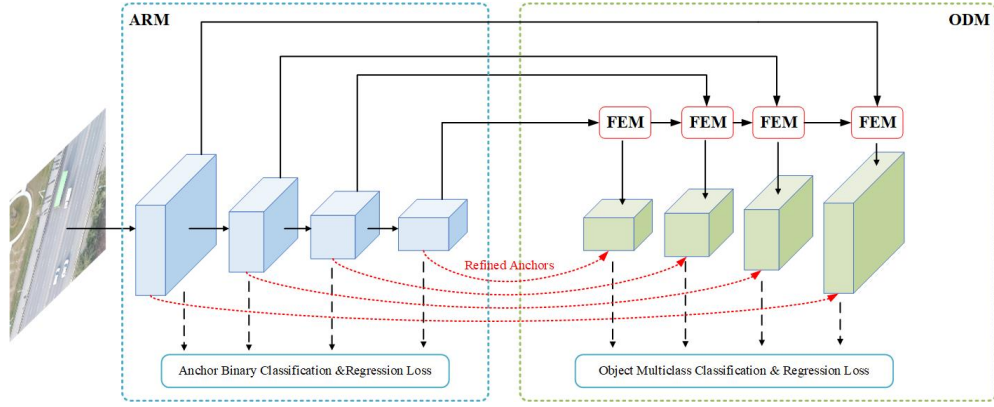 ARM
ODM
FEM
FEM
FEM
FEM
Refined Anchors
Anchor Binary Classification &Regression Loss
Object Multiclass Classification & Regression Loss